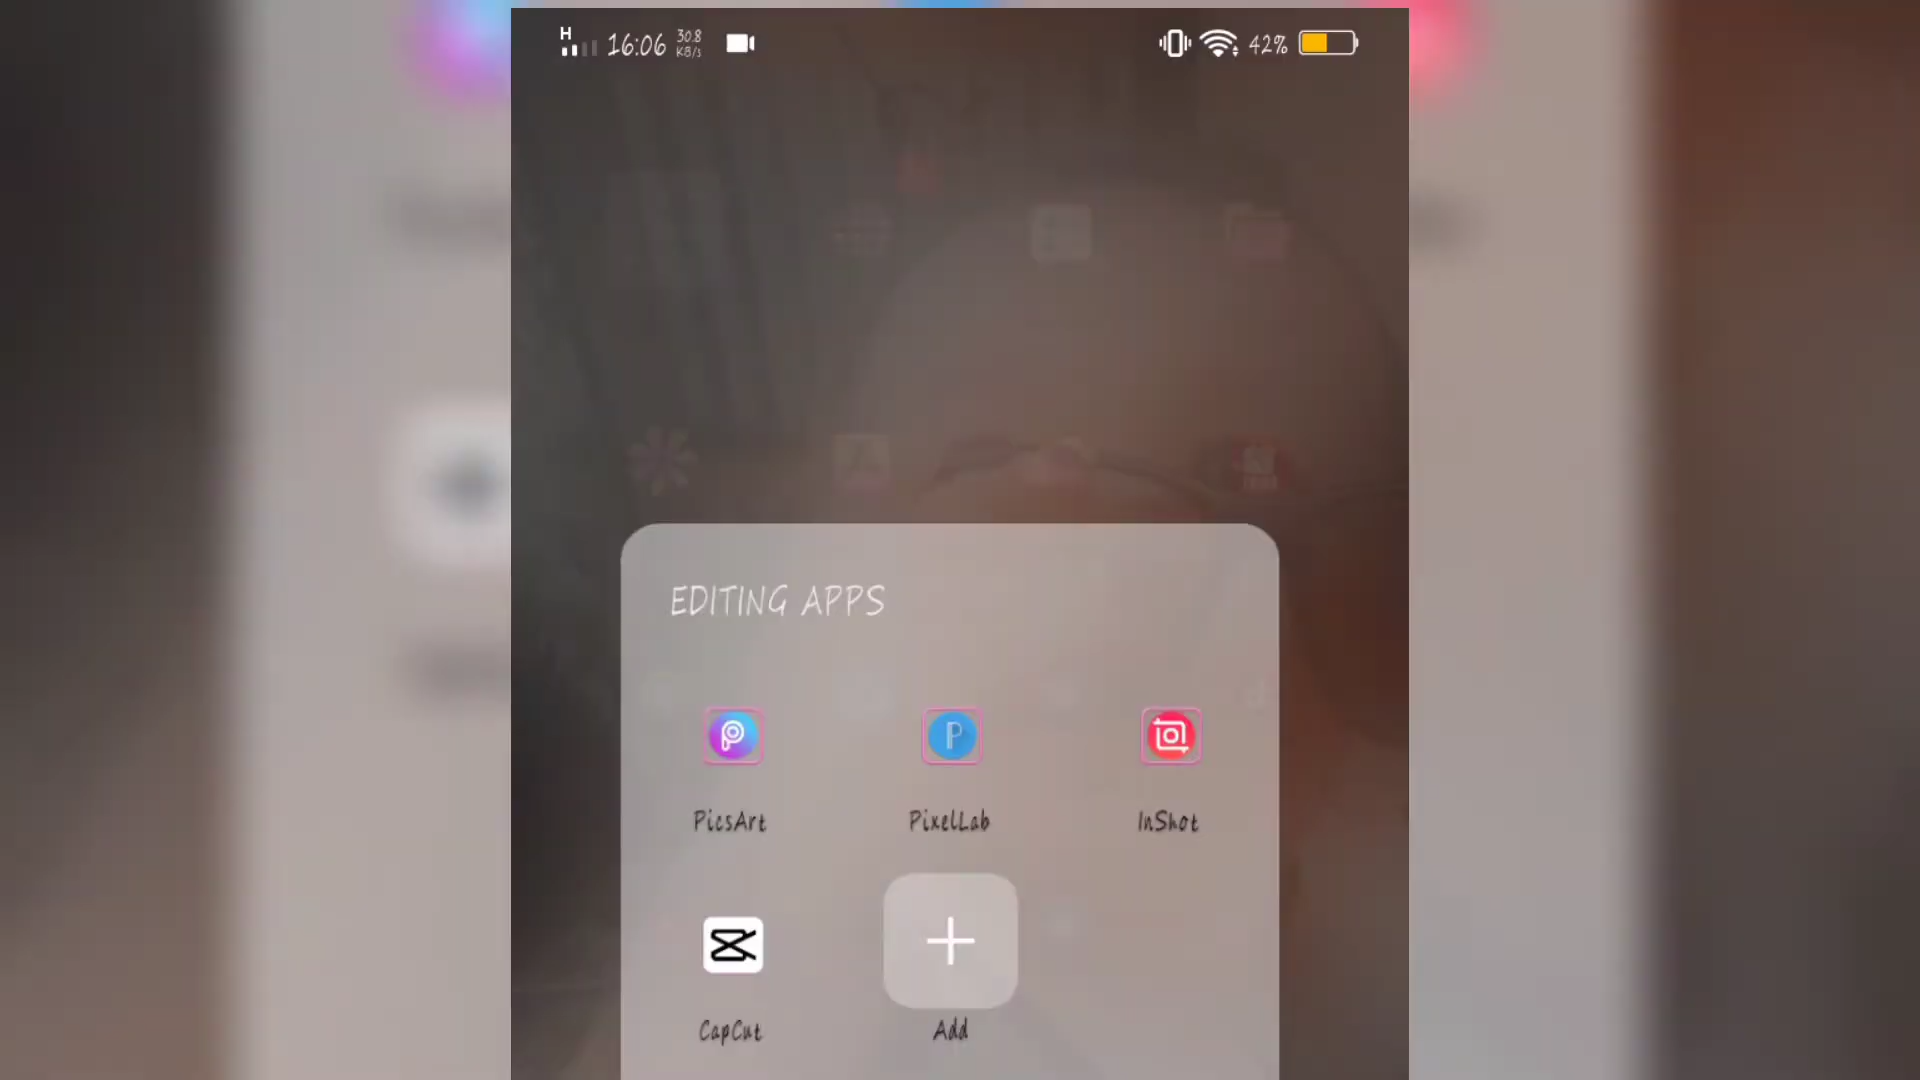 H
16:06
30.8
KB/s
42%
EDITING APPS
PicsArt
PixelLab
InShot
CapCut
Add